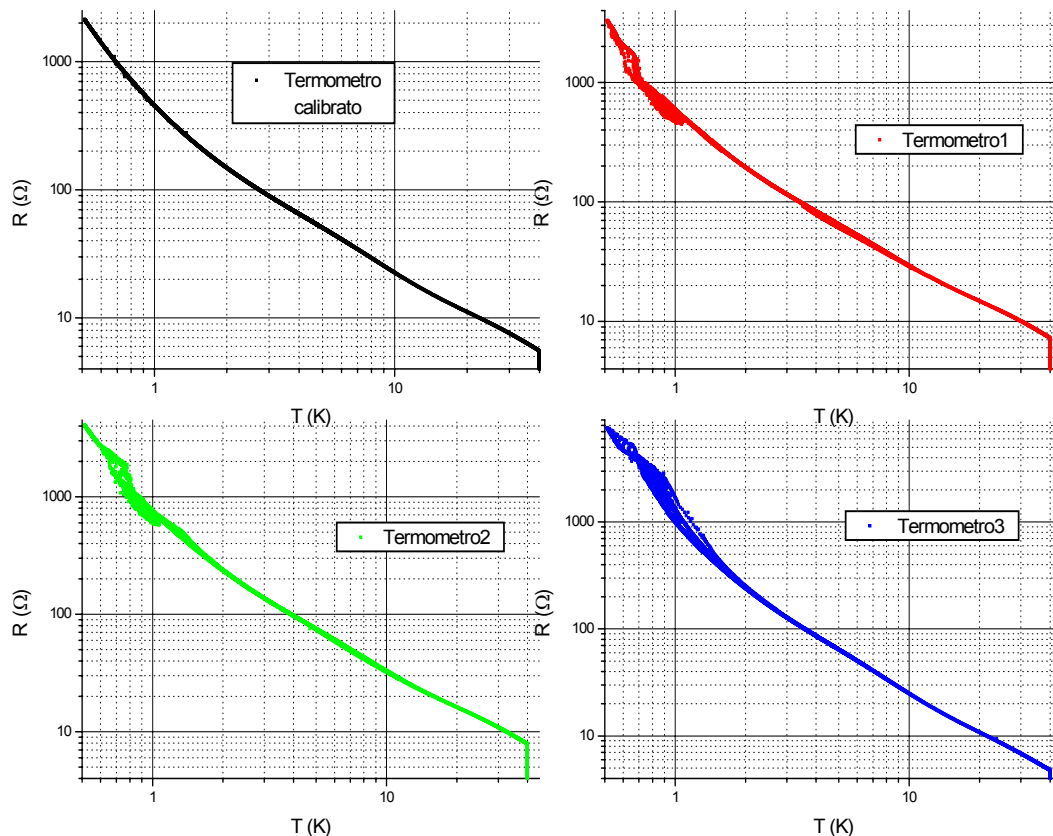 1000
100
10
R (Ω)
Termometro
calibrato
1
10
T (K)
1000
100
10
R (Ω)
Termometro1
1
10
T (K)
1000
100
10
R (Ω)
Termometro2
1
10
T (K)
1000
100
10
R (Ω)
Termometro3
1
10
T (K)